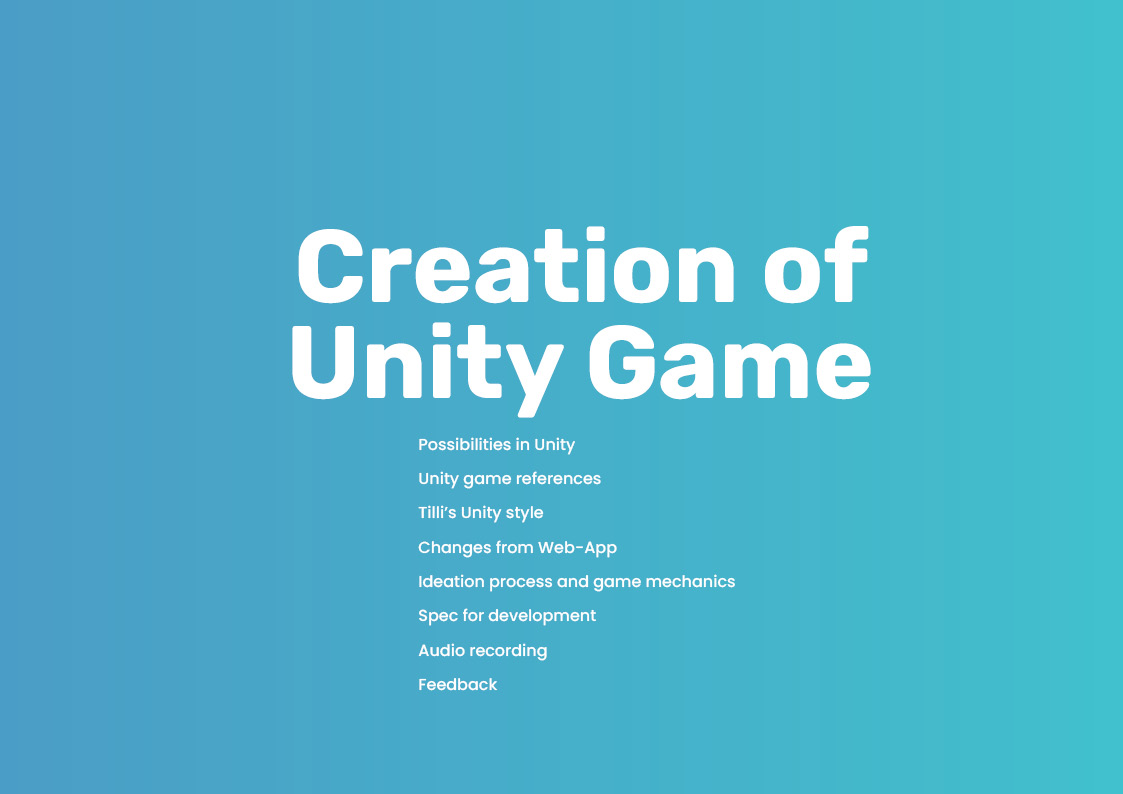 Creation of
Unity Game
Possibilities in Unity
Unity game references
Tilli’s Unity style
Changes from Web-App
Ideation process and game mechanics
Spec for development
Audio recording
Feedback